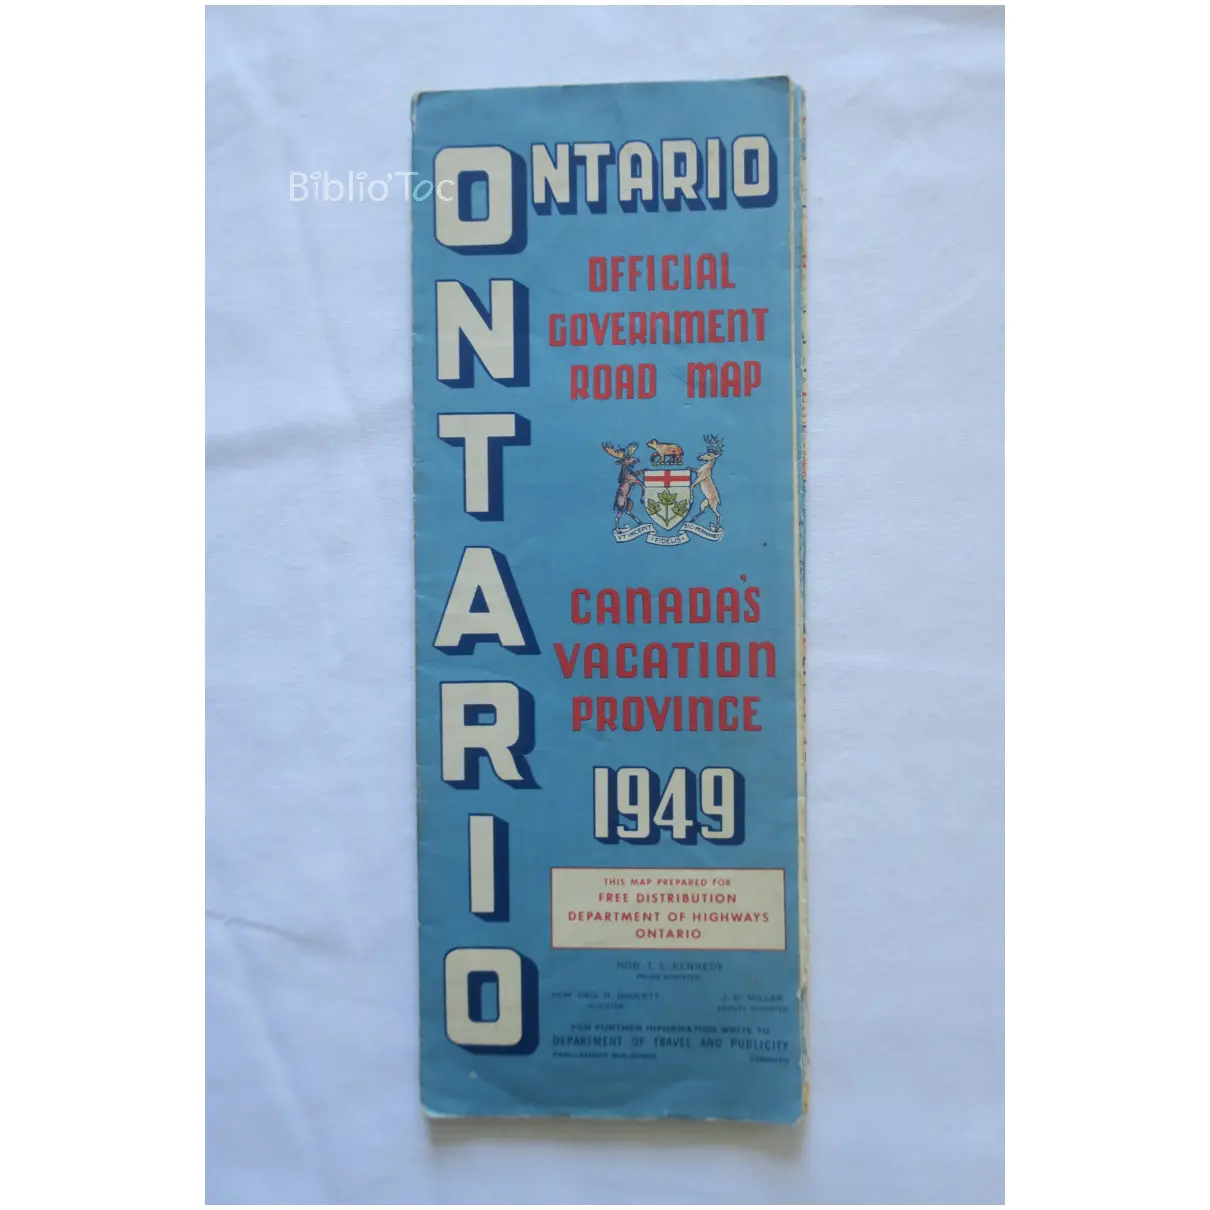 Biblio'Toc
ONTARIO
ONTARIO
OFFICIAL
GOVERNMENT
ROAD MAP
VT INCEPIT FIDELIS SIC PERMANET
CANADA'S
VACATION
PROVINCE
1949
THIS MAP PREPARED FOR
FREE DISTRIBUTION
DEPARTMENT OF HIGHWAYS
ONTARIO
HON. T. L. KENNEDY
PRIME MINISTER
HON. GEO. H. DOUCETT J. D. MILLAR
MINISTER DEPUTY MINISTER
FOR FURTHER INFORMATION WRITE TO
DEPARTMENT OF TRAVEL AND PUBLICITY
PARLIAMENT BUILDINGS TORONTO